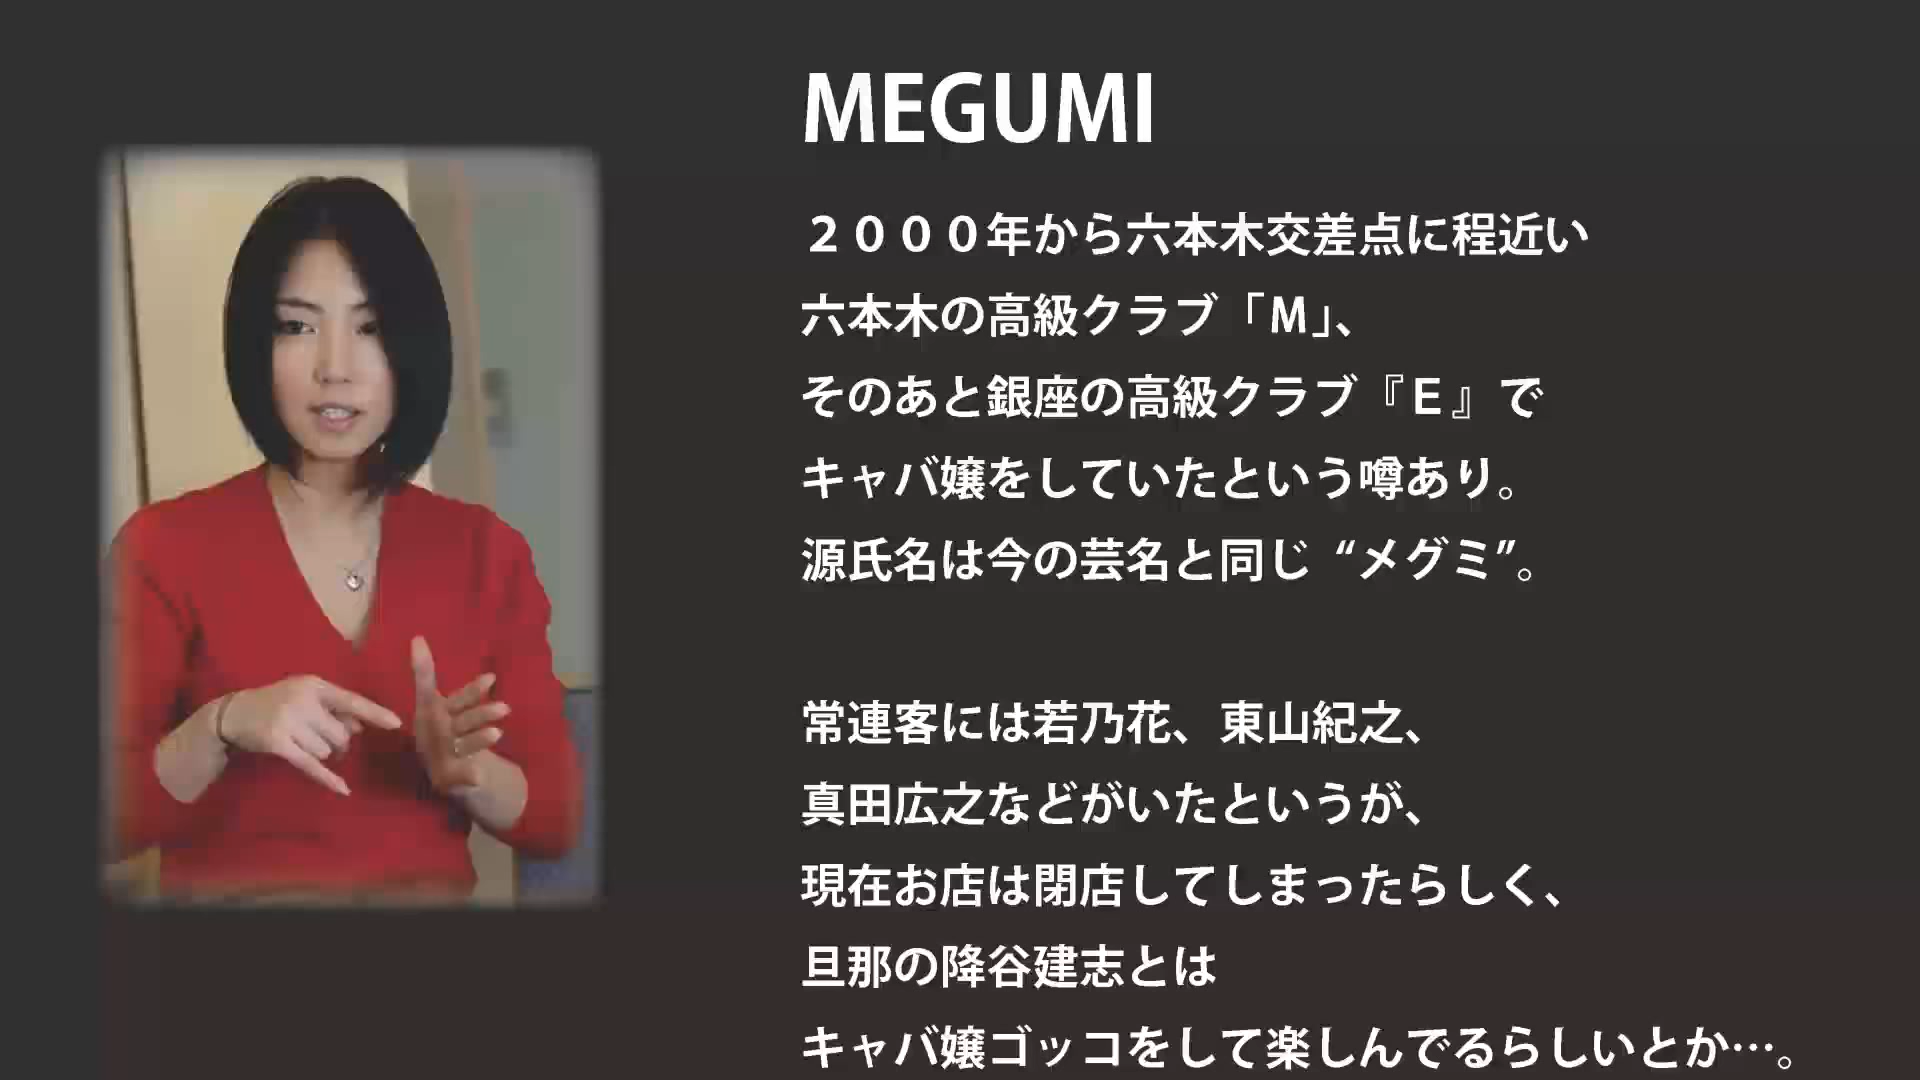 MEGUMI
２０００年から六本木交差点に程近い
六本木の高級クラブ「M」、
そのあと銀座の高級クラブ『E』で
キャバ嬢をしていたという噂あり。
源氏名は今の芸名と同じ“メグミ”。
常連客には若乃花、東山紀之、
真田広之などがいたというが、
現在お店は閉店してしまったらしく、
旦那の降谷建志とは
キャバ嬢ゴッコをして楽しんでるらしいとか…。